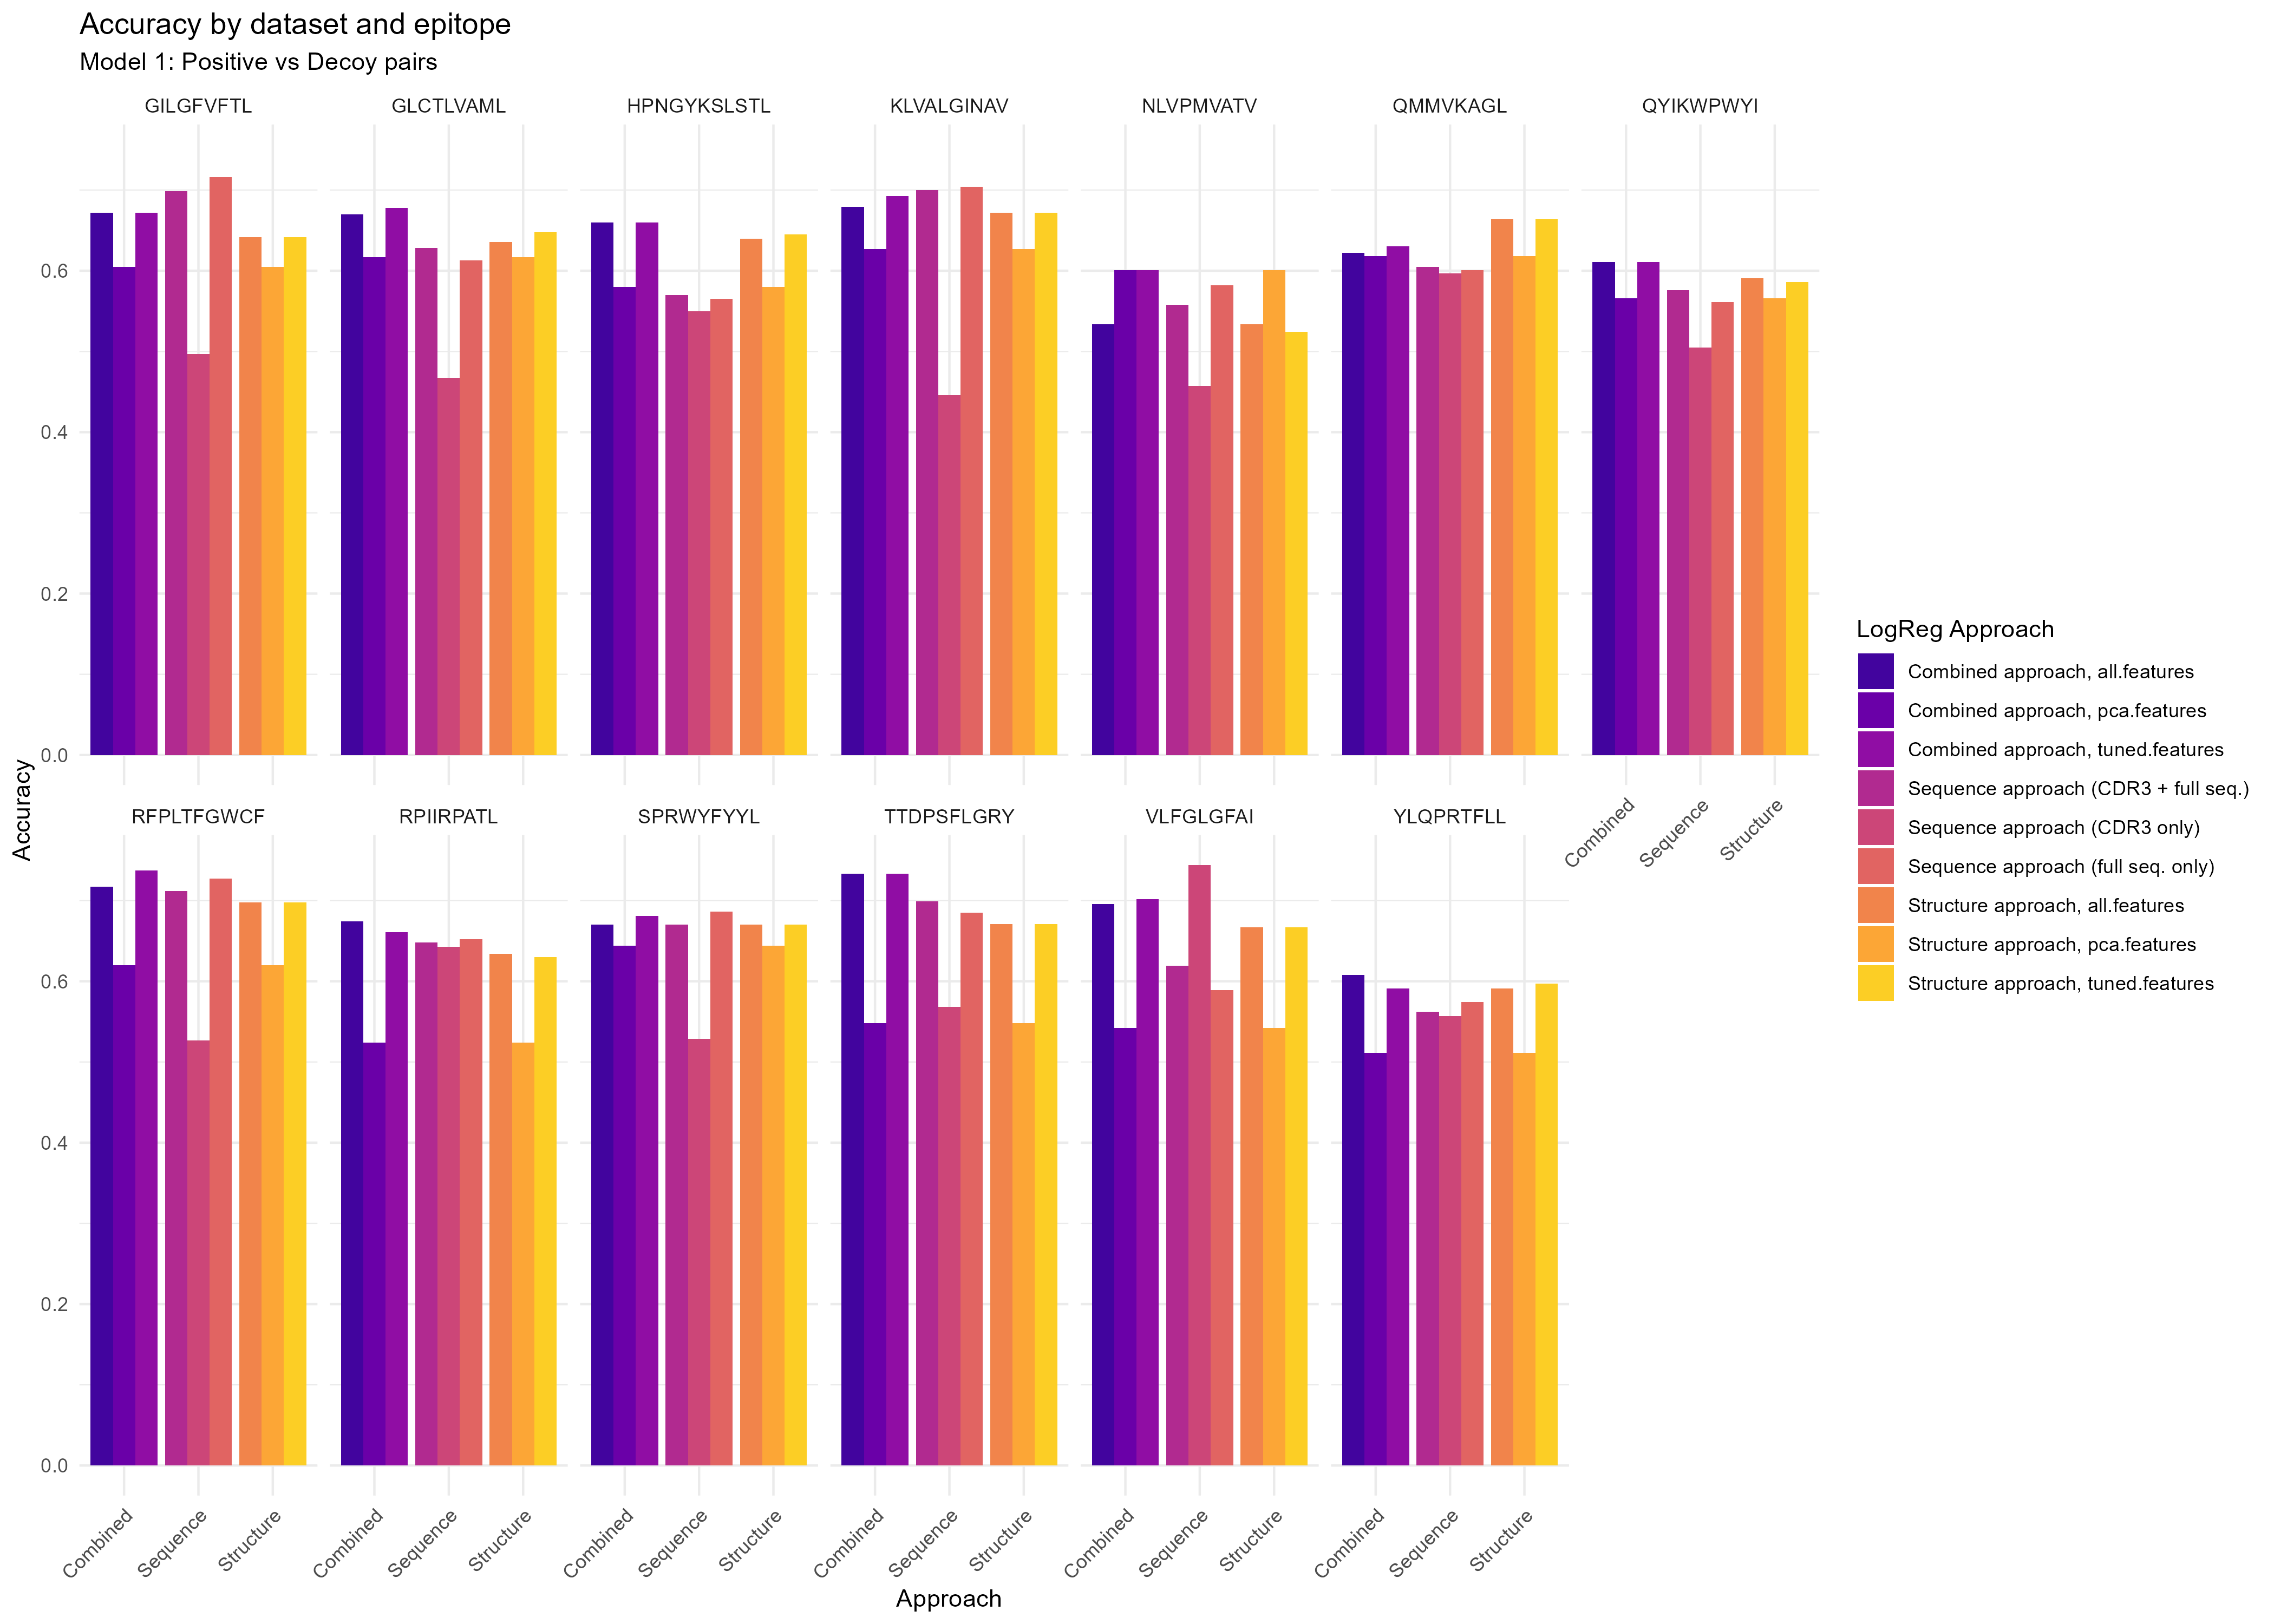 Accuracy by dataset and epitope
Model 1: Positive vs Decoy pairs
GILGFVFTL GLCTLVAML HPNGYKSLSTL KLVALGINAV NLVPMVATV QMMVKAGL QYIKWPWYI
0.6
0.4
0.2
0.0
Combined Sequence Structure
Accuracy
RFPLTFGWCF RPIIRPATL SPRWYFYYL TTDPSFLGRY VLFGLGFAI YLQPRTFLL
0.6
0.4
0.2
0.0
Combined Sequence Structure Combined Sequence Structure Combined Sequence Structure Combined Sequence Structure Combined Sequence Structure Combined Sequence Structure
Approach
LogReg Approach
Combined approach, all.features
Combined approach, pca.features
Combined approach, tuned.features
Sequence approach (CDR3 + full seq.)
Sequence approach (CDR3 only)
Sequence approach (full seq. only)
Structure approach, all.features
Structure approach, pca.features
Structure approach, tuned.features